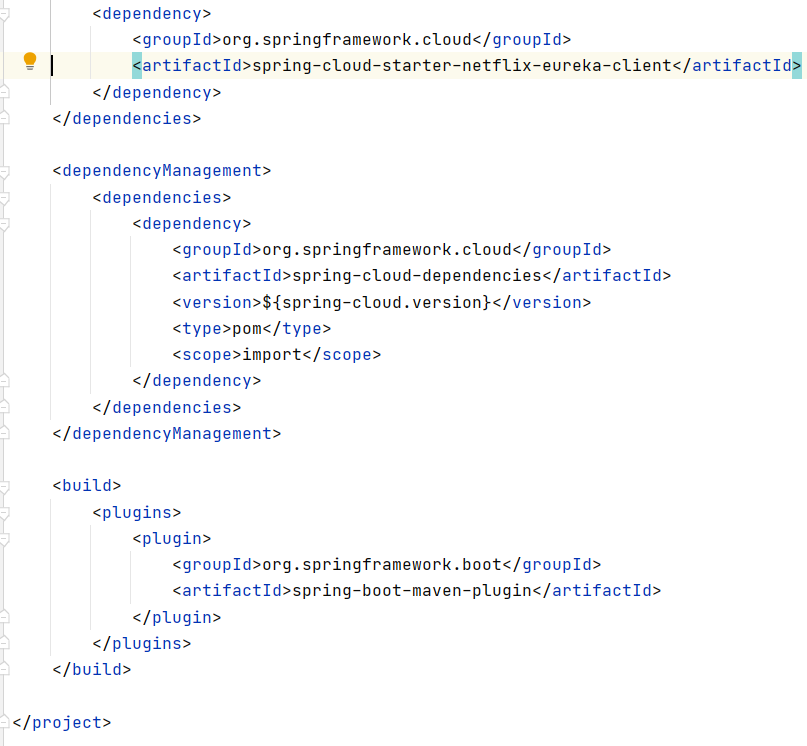 <dependency>
<groupId>org.springframework.cloud</groupId>
<artifactId>spring-cloud-starter-netflix-eureka-client</artifactId>
</dependency>
</dependencies>
<dependencyManagement>
<dependencies>
<dependency>
<groupId>org.springframework.cloud</groupId>
<artifactId>spring-cloud-dependencies</artifactId>
<version>${spring-cloud.version}</version>
<type>pom</type>
<scope>import</scope>
</dependency>
</dependencies>
</dependencyManagement>
<build>
<plugins>
<plugin>
<groupId>org.springframework.boot</groupId>
<artifactId>spring-boot-maven-plugin</artifactId>
</plugin>
</plugins>
</build>
</project>